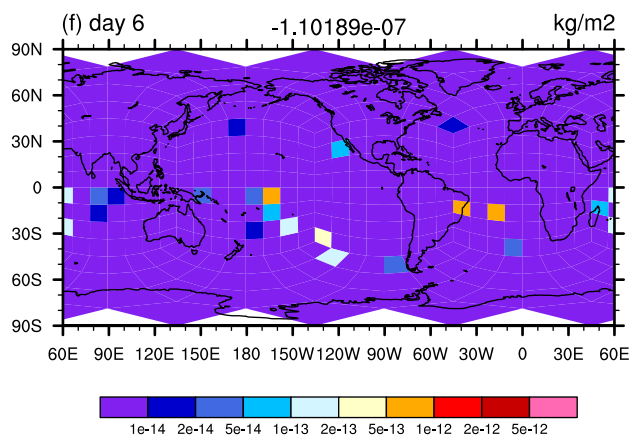 (f) day 6 -1.10189e-07 kg/m2
90N
60N
30N
0
30S
60S
90S
60E 90E 120E 150E 180 150W 120W 90W 60W 30W 0 30E 60E
1e-14 2e-14 5e-14 1e-13 2e-13 5e-13 1e-12 2e-12 5e-12